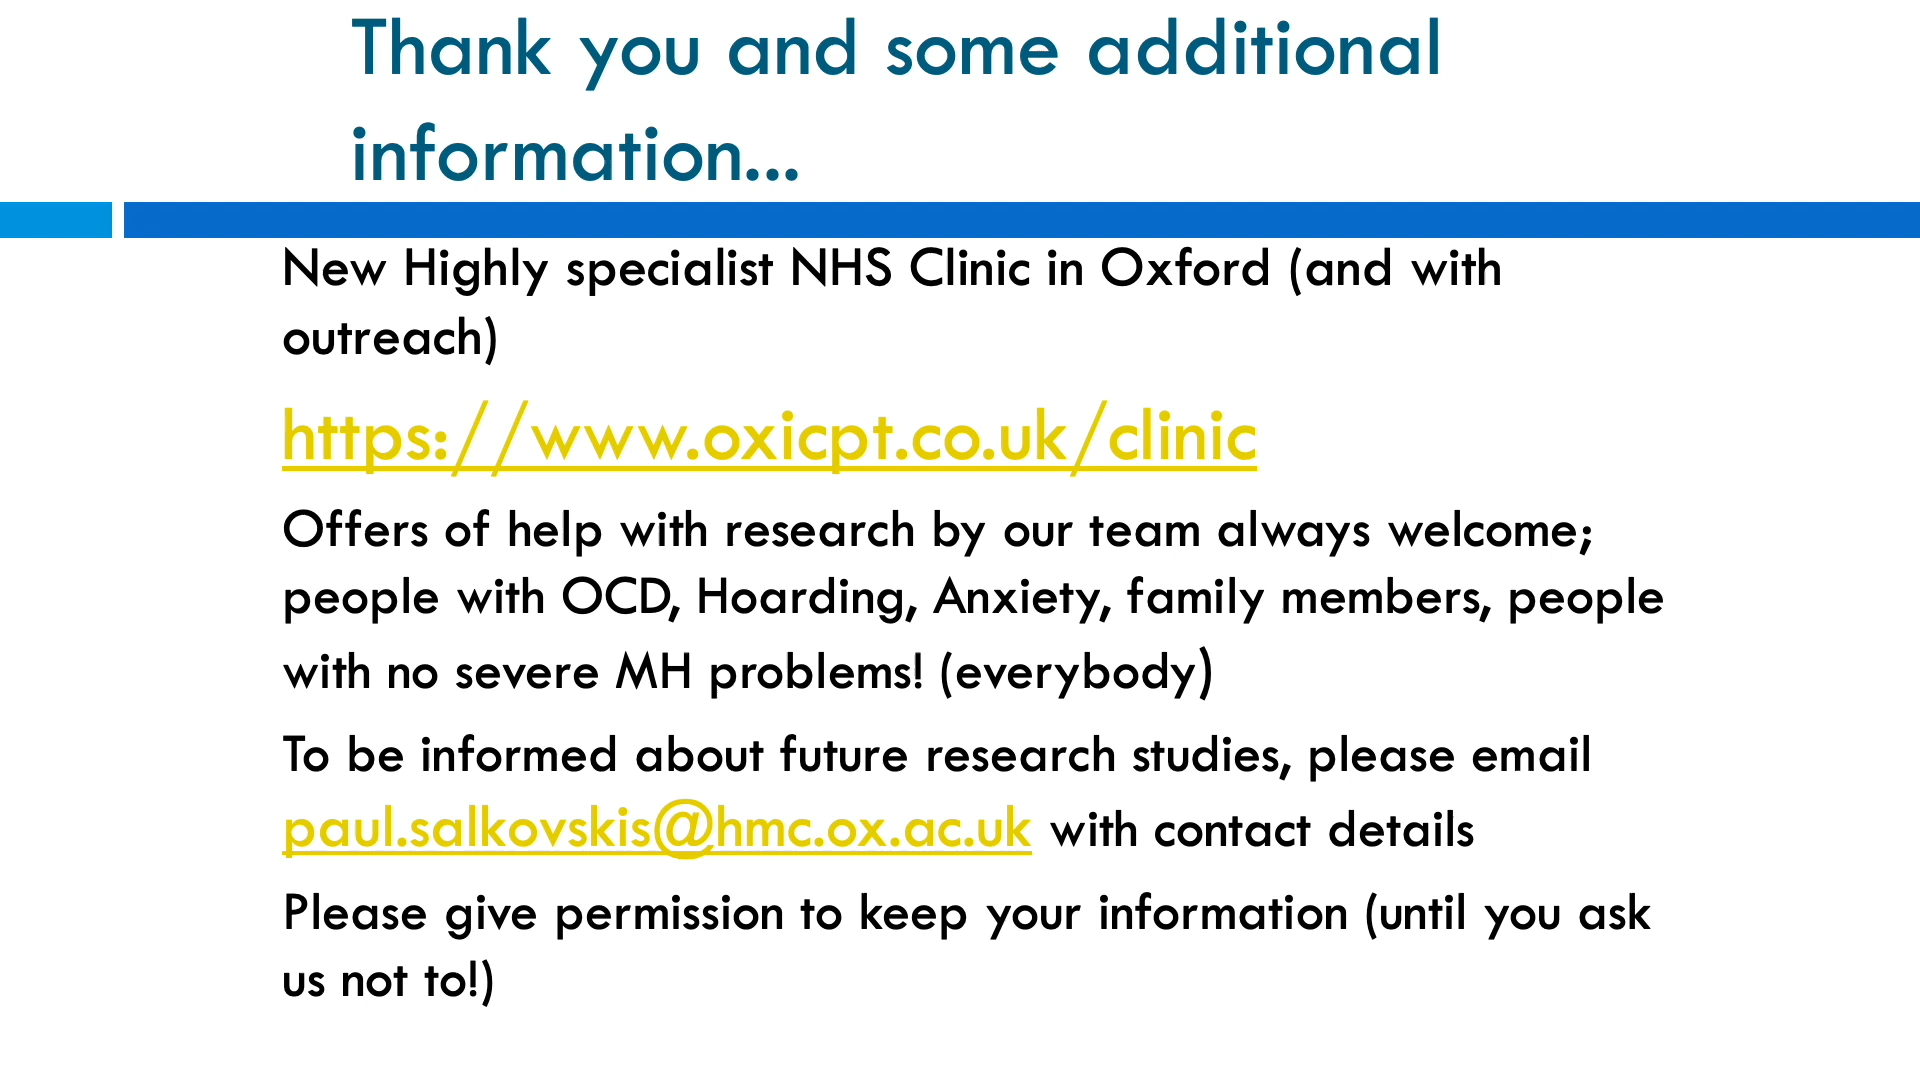 Thank you and some additional
information...
New Highly specialist NHS Clinic in Oxford (and with
outreach)
https://www.oxicpt.co.uk/clinic
Offers of help with research by our team always welcome;
people with OCD, Hoarding, Anxiety, family members, people
with no severe MH problems! (everybody)
To be informed about future research studies, please email
paul.salkovskis@hmc.ox.ac.uk with contact details
Please give permission to keep your information (until you ask
us not to!)